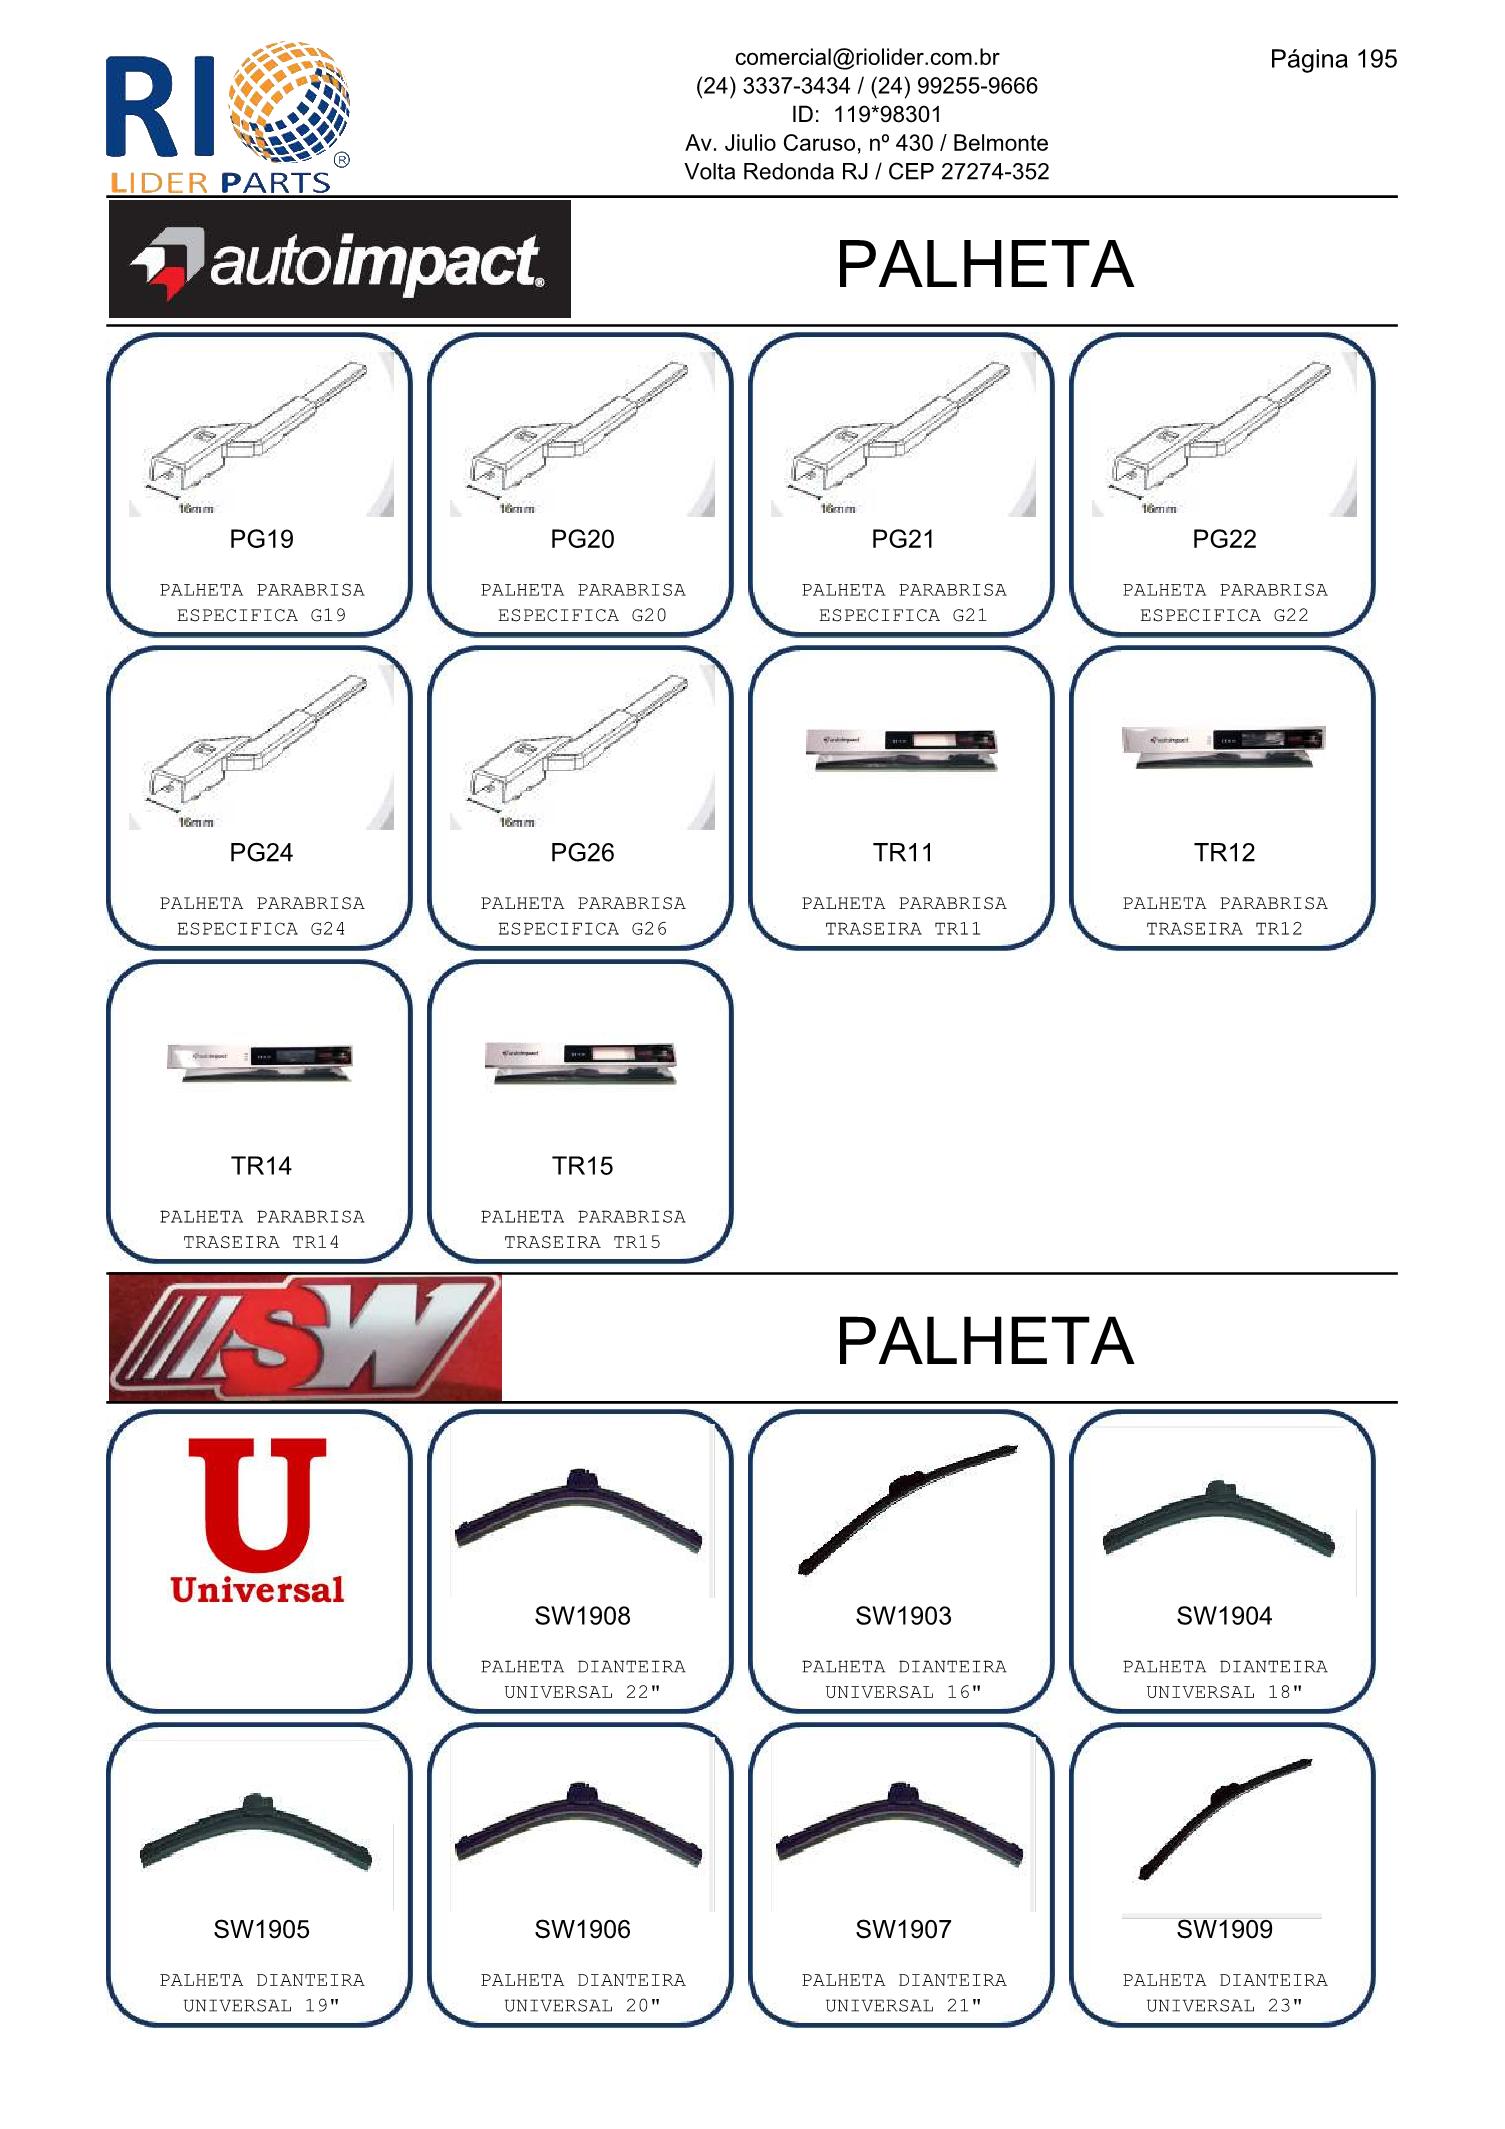 RIO
LIDER PARTS
®
comercial@riolider.com.br
(24) 3337-3434 / (24) 99255-9666
ID: 119*98301
Av. Jiulio Caruso, nº 430 / Belmonte
Volta Redonda RJ / CEP 27274-352
Página 195
autoimpact®
PALHETA
16mm
16mm
16mm
16mm
PG19
PG20
PG21
PG22
PALHETA PARABRISA
ESPECIFICA G19
PALHETA PARABRISA
ESPECIFICA G20
PALHETA PARABRISA
ESPECIFICA G21
PALHETA PARABRISA
ESPECIFICA G22
16mm
16mm
autoimpact
autoimpact
PG24
PG26
TR11
TR12
PALHETA PARABRISA
ESPECIFICA G24
PALHETA PARABRISA
ESPECIFICA G26
PALHETA PARABRISA
TRASEIRA TR11
PALHETA PARABRISA
TRASEIRA TR12
autoimpact
autoimpact
TR14
TR15
PALHETA PARABRISA
TRASEIRA TR14
PALHETA PARABRISA
TRASEIRA TR15
SW
PALHETA
U
Universal
SW1908
SW1903
SW1904
PALHETA DIANTEIRA
UNIVERSAL 22"
PALHETA DIANTEIRA
UNIVERSAL 16"
PALHETA DIANTEIRA
UNIVERSAL 18"
SW1905
SW1906
SW1907
SW1909
PALHETA DIANTEIRA
UNIVERSAL 19"
PALHETA DIANTEIRA
UNIVERSAL 20"
PALHETA DIANTEIRA
UNIVERSAL 21"
PALHETA DIANTEIRA
UNIVERSAL 23"